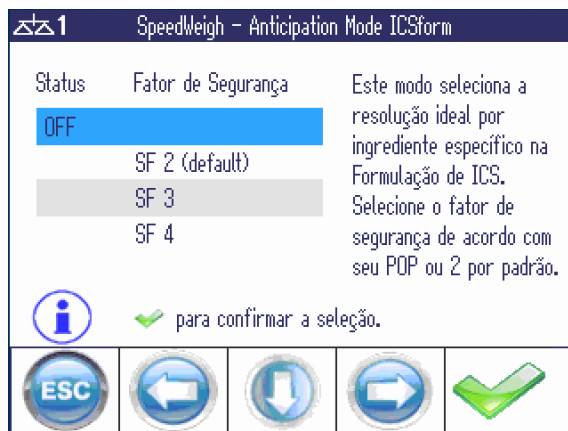 1 SpeedWeigh - Anticipation Mode ICSform
Status Fator de Segurança
OFF
SF 2 (default)
SF 3
SF 4
Este modo seleciona a
resolução ideal por
ingrediente específico na
Formulação de ICS.
Selecione o fator de
segurança de acordo com
seu POP ou 2 por padrão.
para confirmar a seleção.
ESC